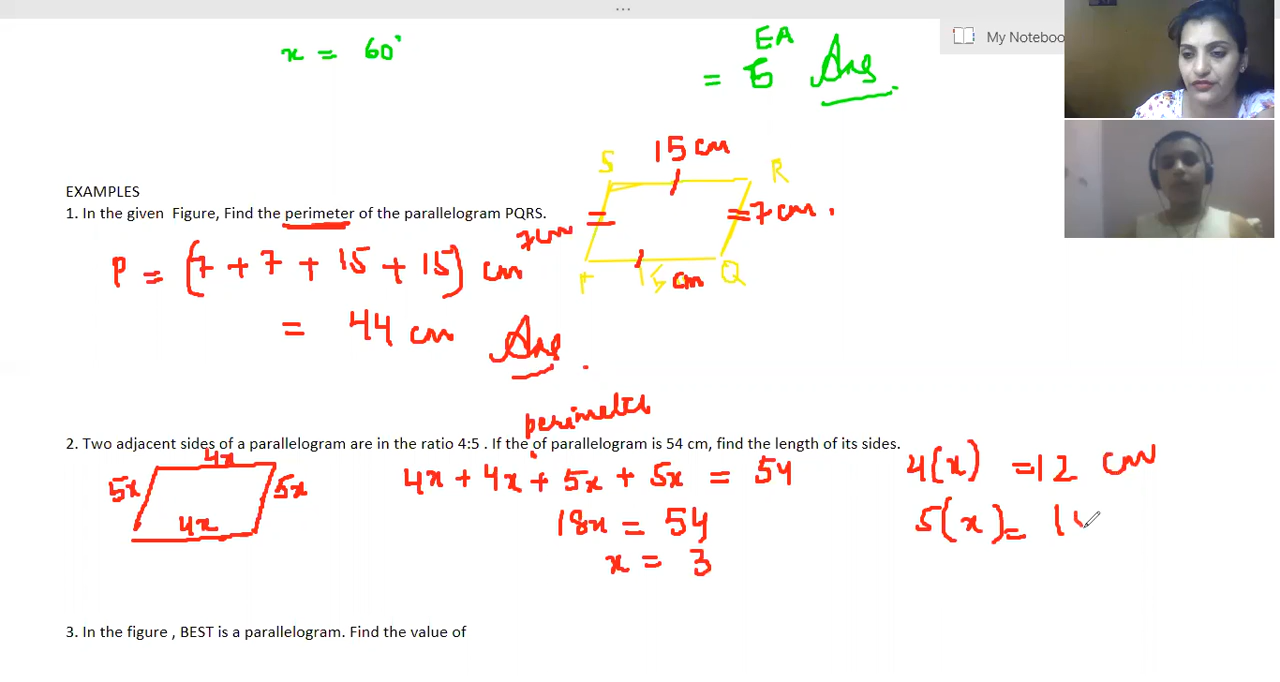 x = 60°
EA
= 5 Ans
My Notebook
15 cm
S R
EXAMPLES
1. In the given Figure, Find the perimeter of the parallelogram PQRS.
7cm = 7 cm.
P = (7 + 7 + 15 + 15) cm
P 15 cm Q
= 44 cm Ans.
perimeter
2. Two adjacent sides of a parallelogram are in the ratio 4:5 . If the of parallelogram is 54 cm, find the length of its sides.
4x
5x 5x
4x
4x + 4x + 5x + 5x = 54
18x = 54
x = 3
4(x) = 12 cm
5(x) =
3. In the figure , BEST is a parallelogram. Find the value of